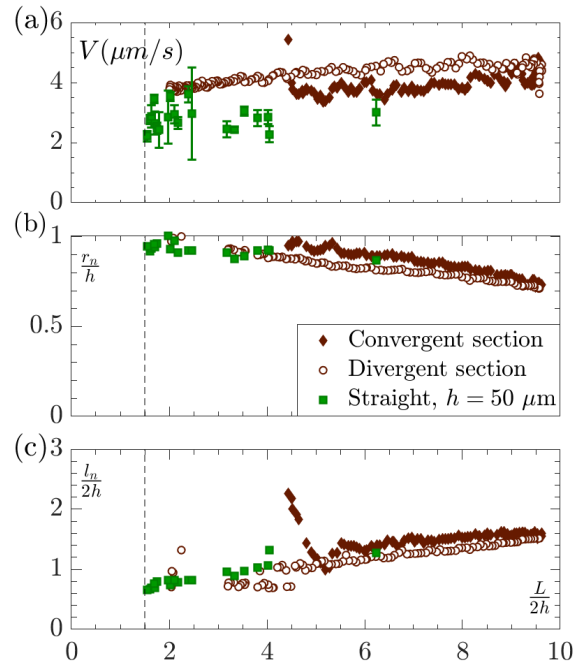 (a)
6
V(μm/s)
4
2
0
(b)
1
r_n/h
0.5
0
Convergent section
Divergent section
Straight, h = 50 μm
(c)
3
l_n/2h
2
1
0
L/2h
0 2 4 6 8 10